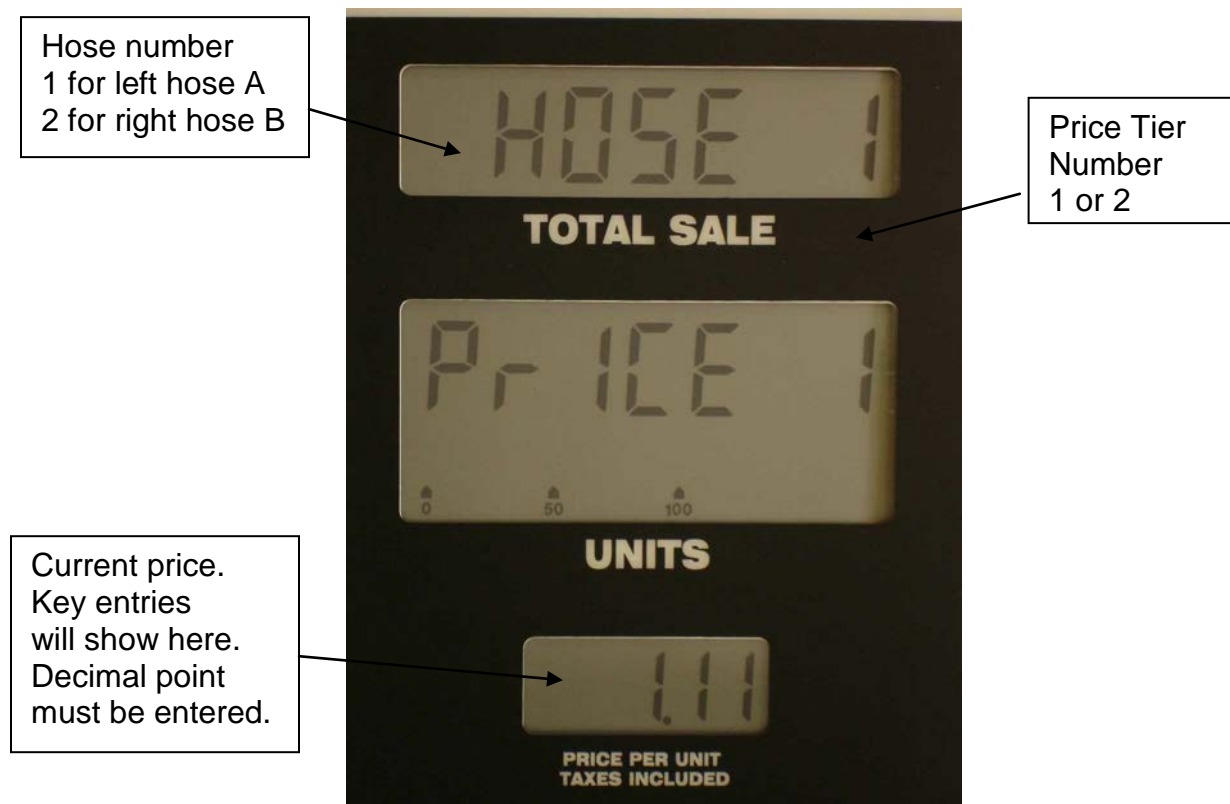 Hose number
1 for left hose A
2 for right hose B
HOSE 1
TOTAL SALE
Price Tier
Number
1 or 2
PrICE 1
0 50 100
UNITS
Current price.
Key entries
will show here.
Decimal point
must be entered.
1.11
PRICE PER UNIT
TAXES INCLUDED